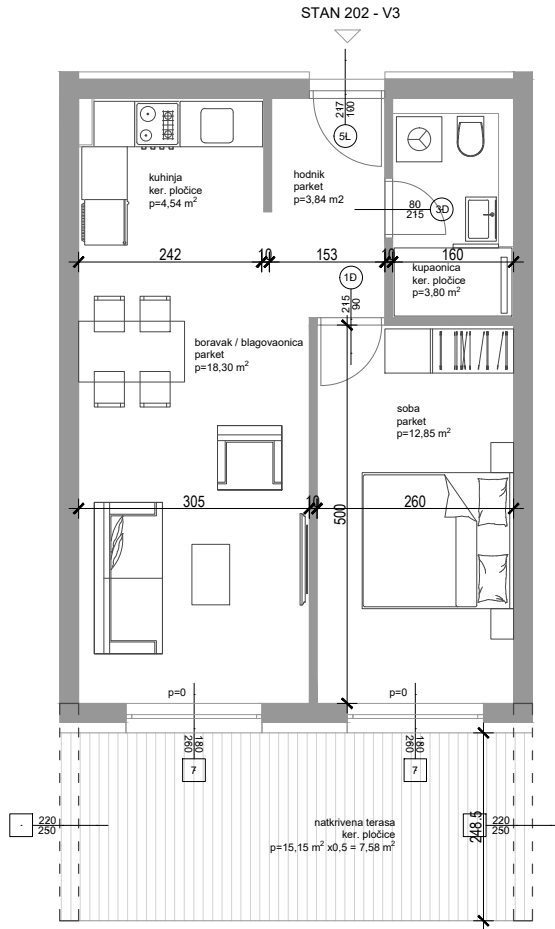 STAN 202 - V3
217
100
5L
kuhinja
ker. pločice
p=4,54 m²
hodnik
parket
p=3,84 m2
80
215
3D
242
10
153
10
160
kupaonica
ker. pločice
p=3,80 m²
1Đ
215
90
boravak / blagovaonica
parket
p=18,30 m²
soba
parket
p=12,85 m²
305
10
260
500
p=0
p=0
180
260
180
260
7
7
220
250
natkrivena terasa
ker. pločice
p=15,15 m² x0,5 = 7,58 m²
248.5
220
250